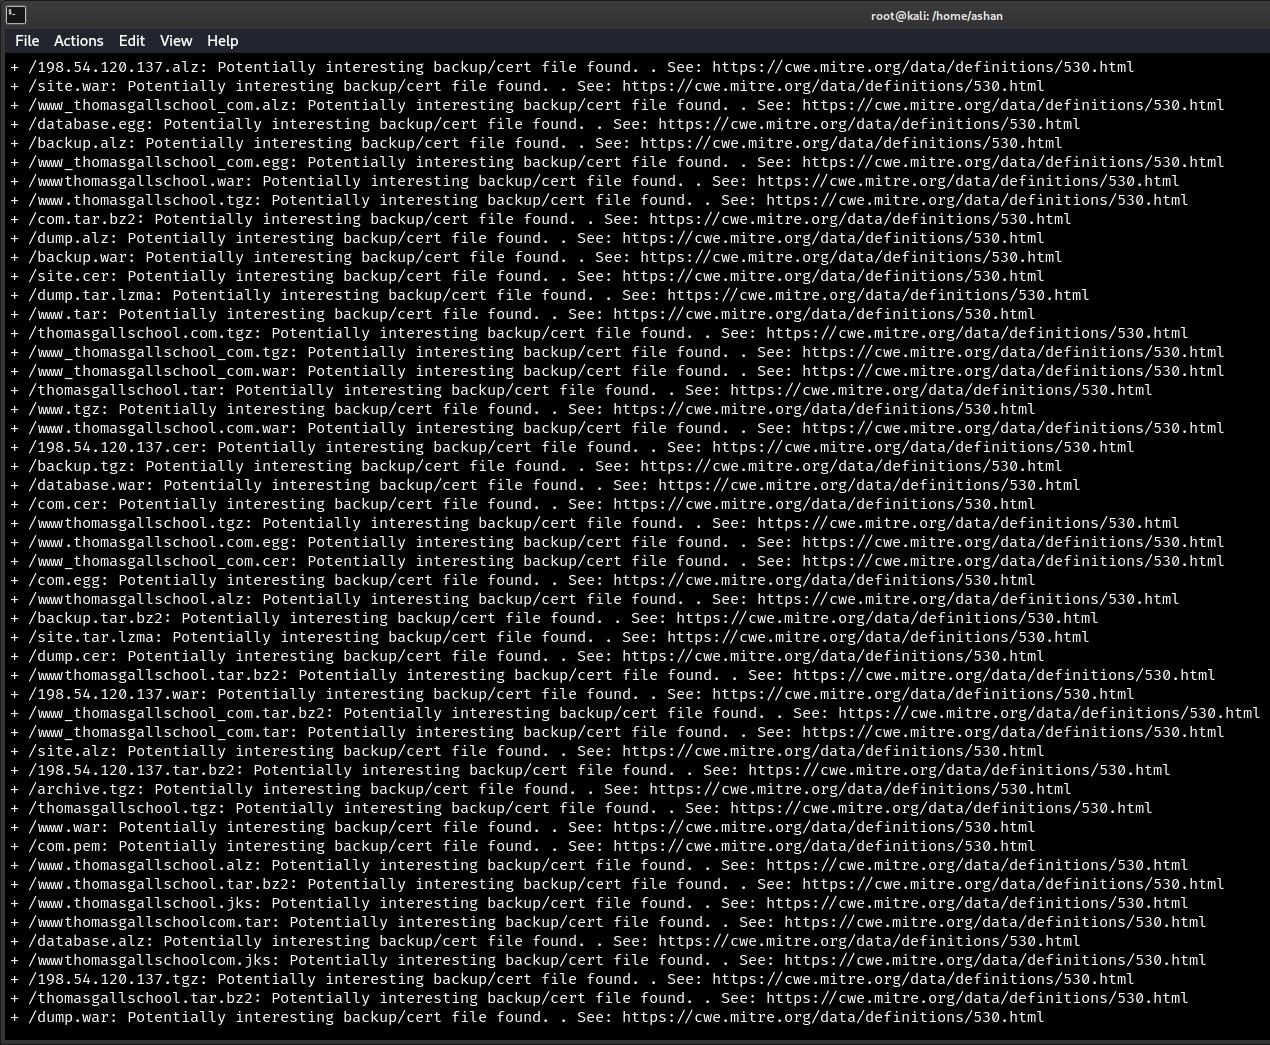 root@kali: /home/ashan
File Actions Edit View Help
+ /198.54.120.137.alz: Potentially interesting backup/cert file found. . See: https://cwe.mitre.org/data/definitions/530.html
+ /site.war: Potentially interesting backup/cert file found. . See: https://cwe.mitre.org/data/definitions/530.html
+ /www_thomasgallschool_com.alz: Potentially interesting backup/cert file found. . See: https://cwe.mitre.org/data/definitions/530.html
+ /database.egg: Potentially interesting backup/cert file found. . See: https://cwe.mitre.org/data/definitions/530.html
+ /backup.alz: Potentially interesting backup/cert file found. . See: https://cwe.mitre.org/data/definitions/530.html
+ /www_thomasgallschool_com.egg: Potentially interesting backup/cert file found. . See: https://cwe.mitre.org/data/definitions/530.html
+ /wwwthomasgallschool.war: Potentially interesting backup/cert file found. . See: https://cwe.mitre.org/data/definitions/530.html
+ /www.thomasgallschool.tgz: Potentially interesting backup/cert file found. . See: https://cwe.mitre.org/data/definitions/530.html
+ /com.tar.bz2: Potentially interesting backup/cert file found. . See: https://cwe.mitre.org/data/definitions/530.html
+ /dump.alz: Potentially interesting backup/cert file found. . See: https://cwe.mitre.org/data/definitions/530.html
+ /backup.war: Potentially interesting backup/cert file found. . See: https://cwe.mitre.org/data/definitions/530.html
+ /site.cer: Potentially interesting backup/cert file found. . See: https://cwe.mitre.org/data/definitions/530.html
+ /dump.tar.lzma: Potentially interesting backup/cert file found. . See: https://cwe.mitre.org/data/definitions/530.html
+ /www.tar: Potentially interesting backup/cert file found. . See: https://cwe.mitre.org/data/definitions/530.html
+ /thomasgallschool.com.tgz: Potentially interesting backup/cert file found. . See: https://cwe.mitre.org/data/definitions/530.html
+ /www_thomasgallschool_com.tgz: Potentially interesting backup/cert file found. . See: https://cwe.mitre.org/data/definitions/530.html
+ /www_thomasgallschool_com.war: Potentially interesting backup/cert file found. . See: https://cwe.mitre.org/data/definitions/530.html
+ /thomasgallschool.tar: Potentially interesting backup/cert file found. . See: https://cwe.mitre.org/data/definitions/530.html
+ /www.tgz: Potentially interesting backup/cert file found. . See: https://cwe.mitre.org/data/definitions/530.html
+ /www.thomasgallschool.com.war: Potentially interesting backup/cert file found. . See: https://cwe.mitre.org/data/definitions/530.html
+ /198.54.120.137.cer: Potentially interesting backup/cert file found. . See: https://cwe.mitre.org/data/definitions/530.html
+ /backup.tgz: Potentially interesting backup/cert file found. . See: https://cwe.mitre.org/data/definitions/530.html
+ /database.war: Potentially interesting backup/cert file found. . See: https://cwe.mitre.org/data/definitions/530.html
+ /com.cer: Potentially interesting backup/cert file found. . See: https://cwe.mitre.org/data/definitions/530.html
+ /wwwthomasgallschool.tgz: Potentially interesting backup/cert file found. . See: https://cwe.mitre.org/data/definitions/530.html
+ /www.thomasgallschool.com.egg: Potentially interesting backup/cert file found. . See: https://cwe.mitre.org/data/definitions/530.html
+ /www_thomasgallschool_com.cer: Potentially interesting backup/cert file found. . See: https://cwe.mitre.org/data/definitions/530.html
+ /com.egg: Potentially interesting backup/cert file found. . See: https://cwe.mitre.org/data/definitions/530.html
+ /wwwthomasgallschool.alz: Potentially interesting backup/cert file found. . See: https://cwe.mitre.org/data/definitions/530.html
+ /backup.tar.bz2: Potentially interesting backup/cert file found. . See: https://cwe.mitre.org/data/definitions/530.html
+ /site.tar.lzma: Potentially interesting backup/cert file found. . See: https://cwe.mitre.org/data/definitions/530.html
+ /dump.cer: Potentially interesting backup/cert file found. . See: https://cwe.mitre.org/data/definitions/530.html
+ /wwwthomasgallschool.tar.bz2: Potentially interesting backup/cert file found. . See: https://cwe.mitre.org/data/definitions/530.html
+ /198.54.120.137.war: Potentially interesting backup/cert file found. . See: https://cwe.mitre.org/data/definitions/530.html
+ /www_thomasgallschool_com.tar.bz2: Potentially interesting backup/cert file found. . See: https://cwe.mitre.org/data/definitions/530.html
+ /www_thomasgallschool_com.tar: Potentially interesting backup/cert file found. . See: https://cwe.mitre.org/data/definitions/530.html
+ /site.alz: Potentially interesting backup/cert file found. . See: https://cwe.mitre.org/data/definitions/530.html
+ /198.54.120.137.tar.bz2: Potentially interesting backup/cert file found. . See: https://cwe.mitre.org/data/definitions/530.html
+ /archive.tgz: Potentially interesting backup/cert file found. . See: https://cwe.mitre.org/data/definitions/530.html
+ /thomasgallschool.tgz: Potentially interesting backup/cert file found. . See: https://cwe.mitre.org/data/definitions/530.html
+ /www.war: Potentially interesting backup/cert file found. . See: https://cwe.mitre.org/data/definitions/530.html
+ /com.pem: Potentially interesting backup/cert file found. . See: https://cwe.mitre.org/data/definitions/530.html
+ /www.thomasgallschool.alz: Potentially interesting backup/cert file found. . See: https://cwe.mitre.org/data/definitions/530.html
+ /www.thomasgallschool.tar.bz2: Potentially interesting backup/cert file found. . See: https://cwe.mitre.org/data/definitions/530.html
+ /www.thomasgallschool.jks: Potentially interesting backup/cert file found. . See: https://cwe.mitre.org/data/definitions/530.html
+ /wwwthomasgallschoolcom.tar: Potentially interesting backup/cert file found. . See: https://cwe.mitre.org/data/definitions/530.html
+ /database.alz: Potentially interesting backup/cert file found. . See: https://cwe.mitre.org/data/definitions/530.html
+ /wwwthomasgallschoolcom.jks: Potentially interesting backup/cert file found. . See: https://cwe.mitre.org/data/definitions/530.html
+ /198.54.120.137.tgz: Potentially interesting backup/cert file found. . See: https://cwe.mitre.org/data/definitions/530.html
+ /thomasgallschool.tar.bz2: Potentially interesting backup/cert file found. . See: https://cwe.mitre.org/data/definitions/530.html
+ /dump.war: Potentially interesting backup/cert file found. . See: https://cwe.mitre.org/data/definitions/530.html